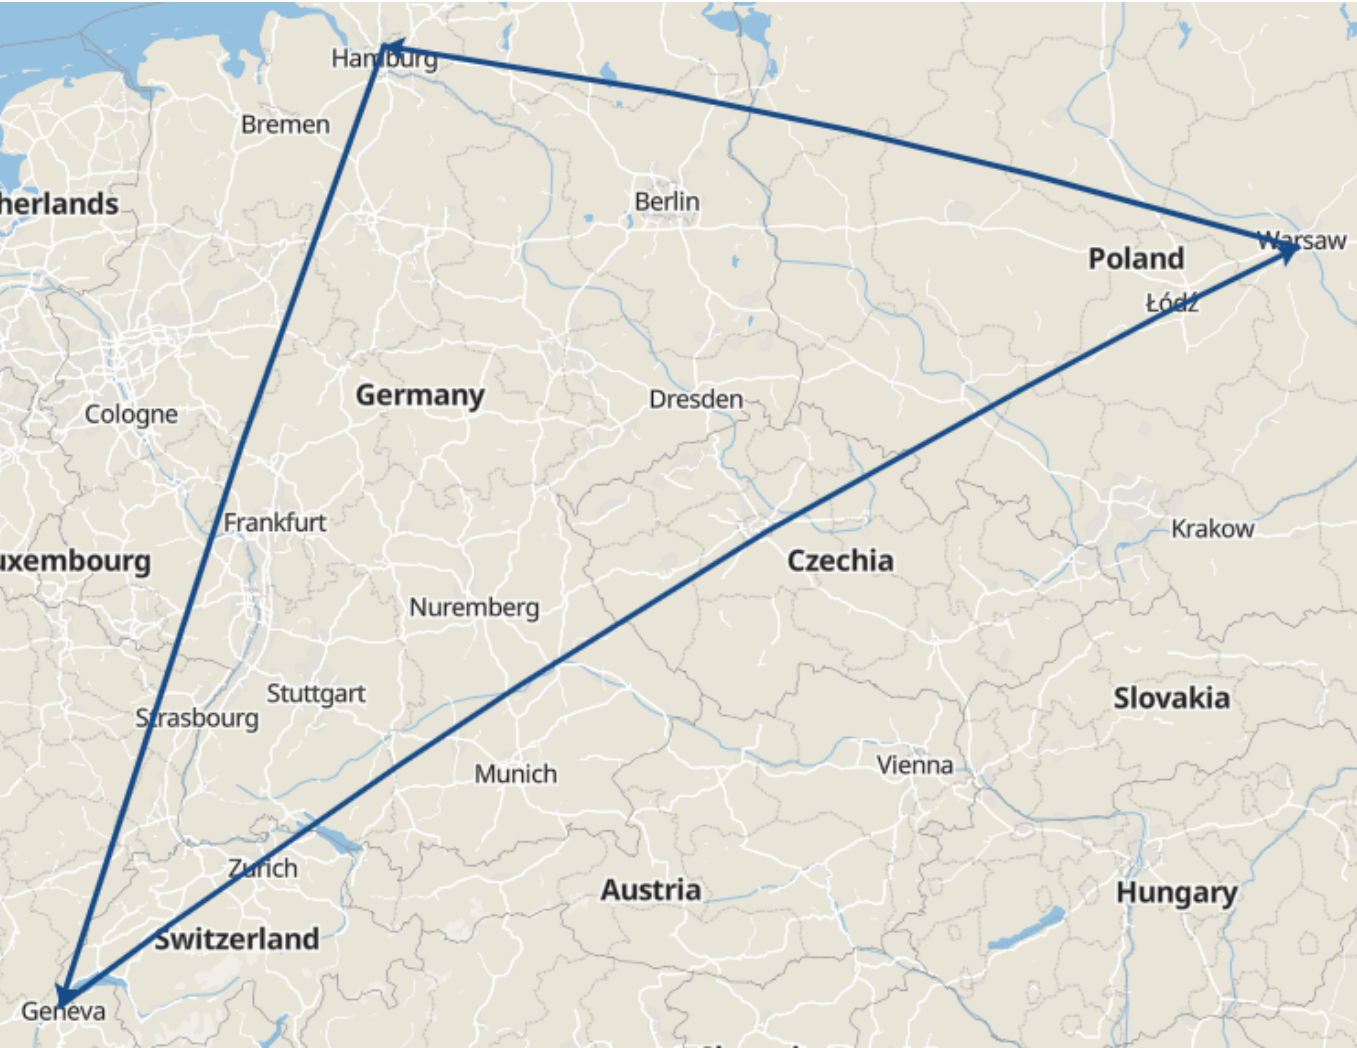 Hamburg
Bremen
Berlin
herlands
Warsaw
Poland
Łódź
Germany
Dresden
Cologne
Frankfurt
Krakow
uxembourg
Czechia
Nuremberg
Stuttgart
Slovakia
Strasbourg
Vienna
Munich
Zurich
Austria
Hungary
Switzerland
Geneva